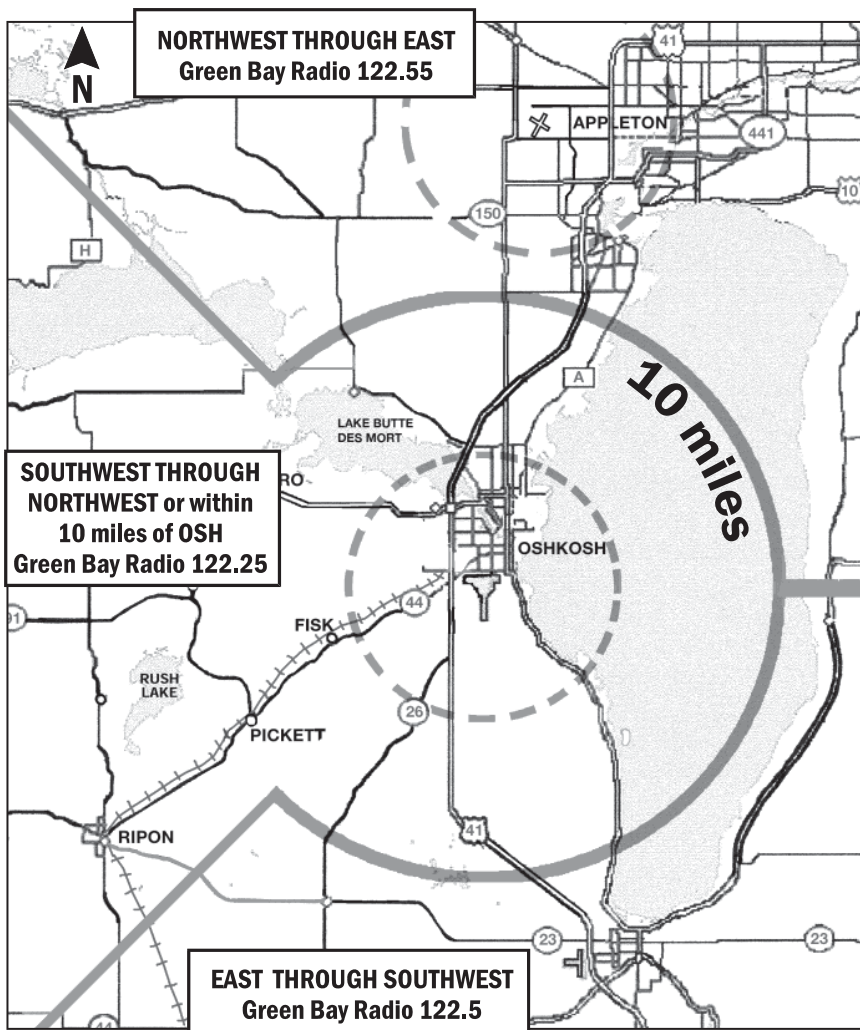 NORTHWEST THROUGH EAST
Green Bay Radio 122.55
N
41
APPLETON
441
10
150
H
10 miles
A
LAKE BUTTE
DES MORT
SOUTHWEST THROUGH
NORTHWEST or within
10 miles of OSH
Green Bay Radio 122.25
RO
OSHKOSH
44
91
FISK
RUSH
LAKE
26
PICKETT
41
RIPON
23
23
EAST THROUGH SOUTHWEST
Green Bay Radio 122.5
44